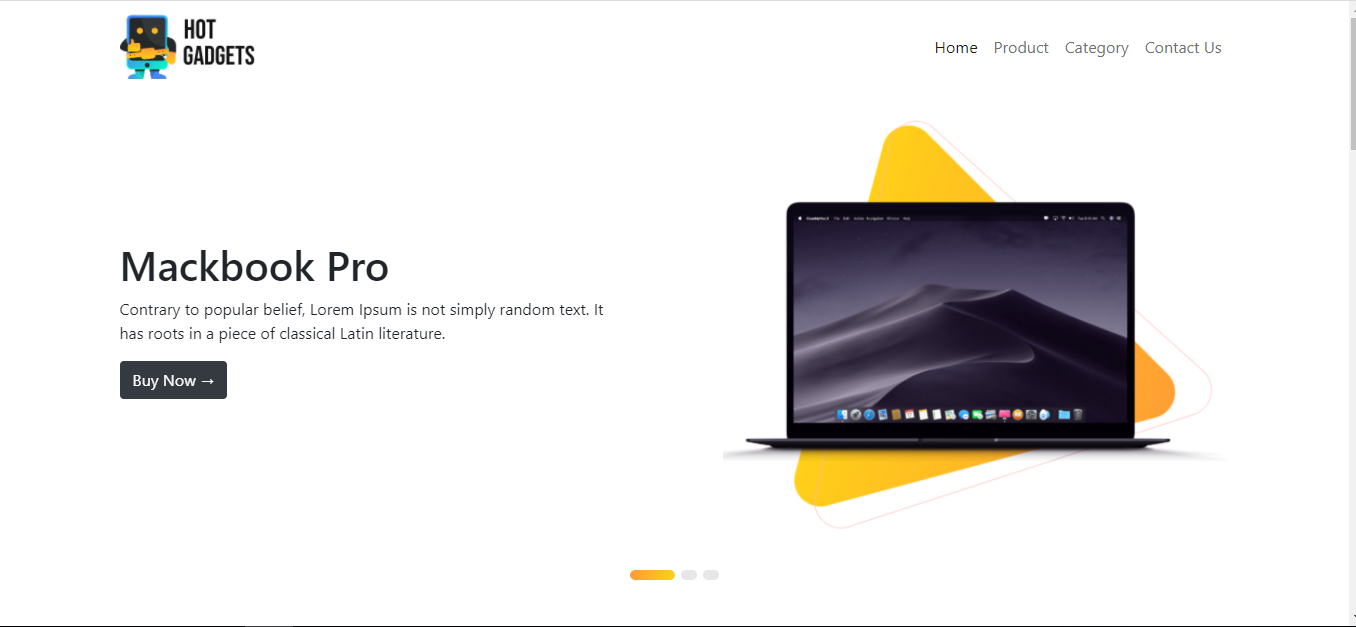 HOT
GADGETS
Home Product Category Contact Us
Mackbook Pro
Contrary to popular belief, Lorem Ipsum is not simply random text. It
has roots in a piece of classical Latin literature.
Buy Now →